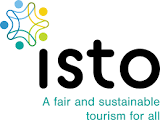 isto
A fair and sustainable
tourism for all